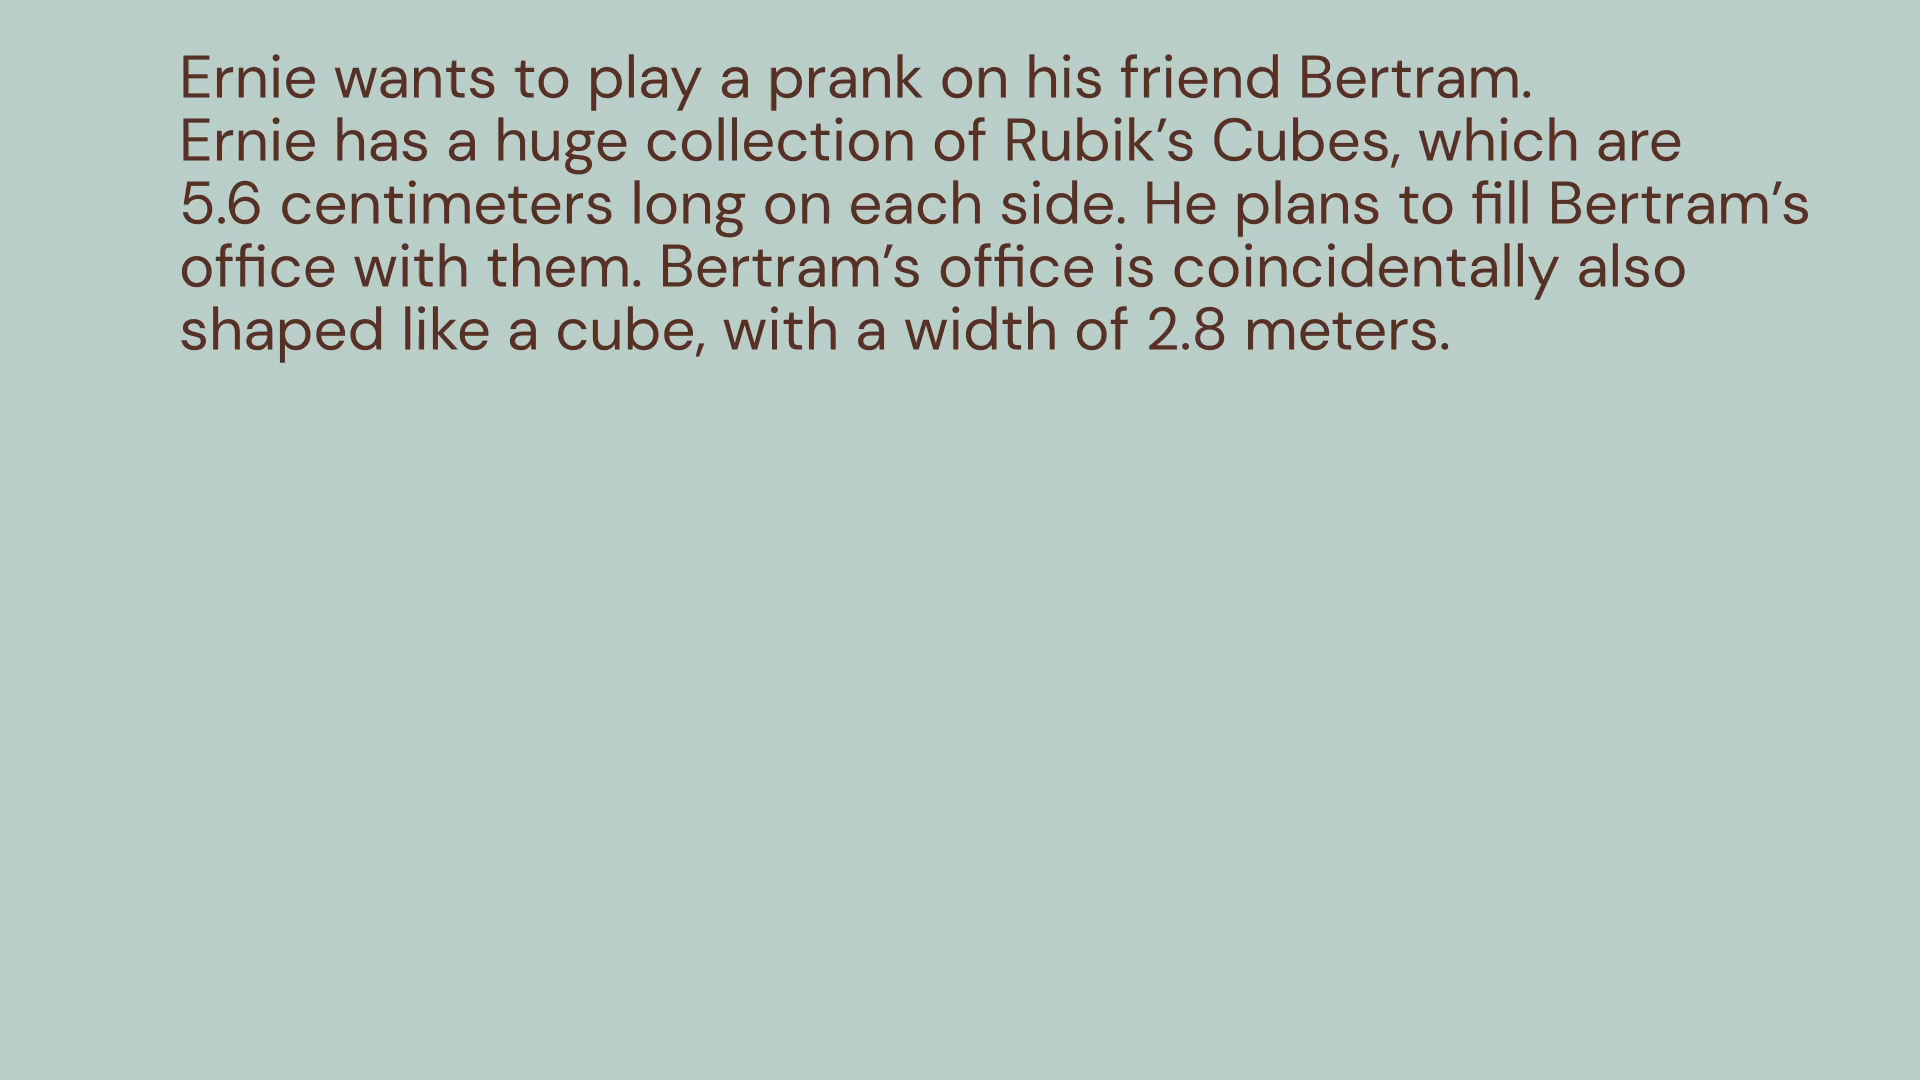 Ernie wants to play a prank on his friend Bertram.
Ernie has a huge collection of Rubik’s Cubes, which are
5.6 centimeters long on each side. He plans to fill Bertram’s
office with them. Bertram’s office is coincidentally also
shaped like a cube, with a width of 2.8 meters.